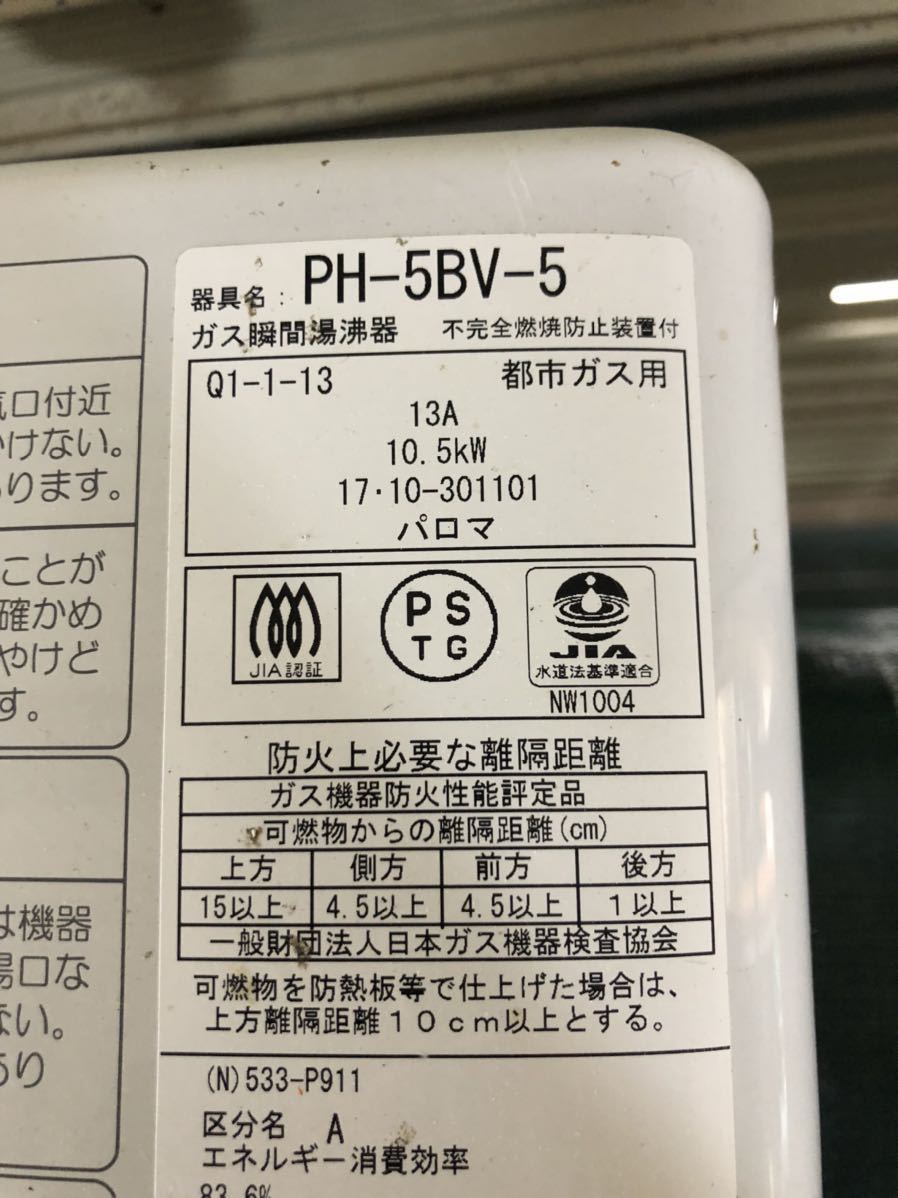 気口付近
かけない。
あります。
ことが
確かめ
やけど
す。
は機器
湯口な
ない。
あり
器具名: PH-5BV-5
ガス瞬間湯沸器 不完全燃焼防止装置付
Q1-1-13 都市ガス用
13A
10.5kW
17・10-301101
パロマ
JIA認証
PS
TG
JIA
水道法基準適合
NW1004
防火上必要な離隔距離
ガス機器防火性能評定品
可燃物からの離隔距離(cm)
上方 側方 前方 後方
15以上 4.5以上 4.5以上 1以上
一般財団法人日本ガス機器検査協会
可燃物を防熱板等で仕上げた場合は、
上方離隔距離10cm以上とする。
(N)533-P911
区分名 A
エネルギー消費効率
83.6%